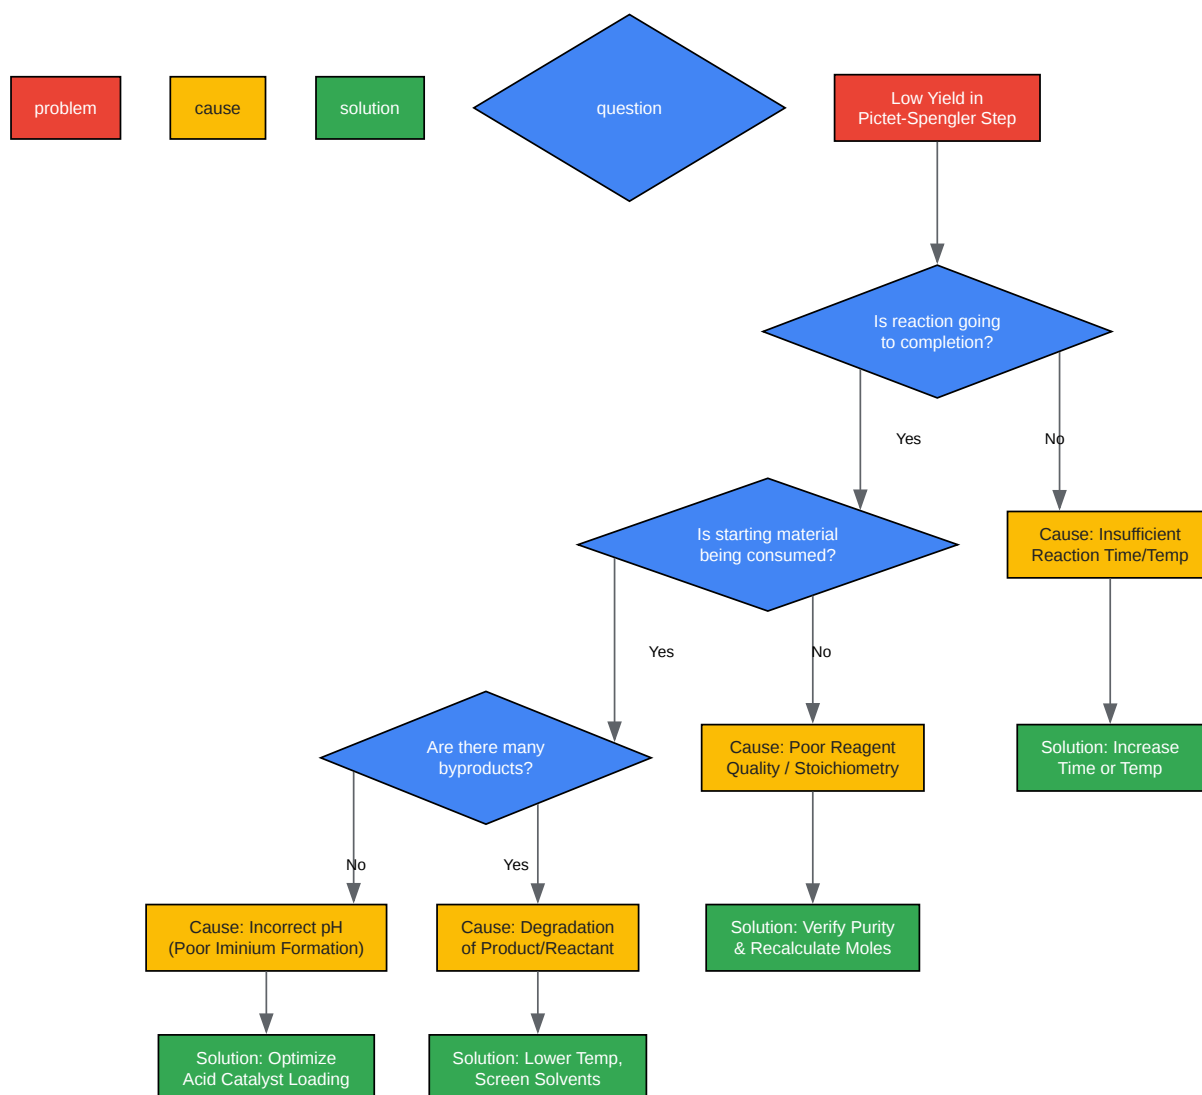 problem
cause
solution
question
Low Yield in
Pictet-Spengler Step
Is reaction going
to completion?
Yes
No
Is starting material
being consumed?
Cause: Insufficient
Reaction Time/Temp
Yes
No
Are there many
byproducts?
Cause: Poor Reagent
Quality / Stoichiometry
Solution: Increase
Time or Temp
No
Yes
Cause: Incorrect pH
(Poor Iminium Formation)
Cause: Degradation
of Product/Reactant
Solution: Verify Purity
& Recalculate Moles
Solution: Optimize
Acid Catalyst Loading
Solution: Lower Temp,
Screen Solvents